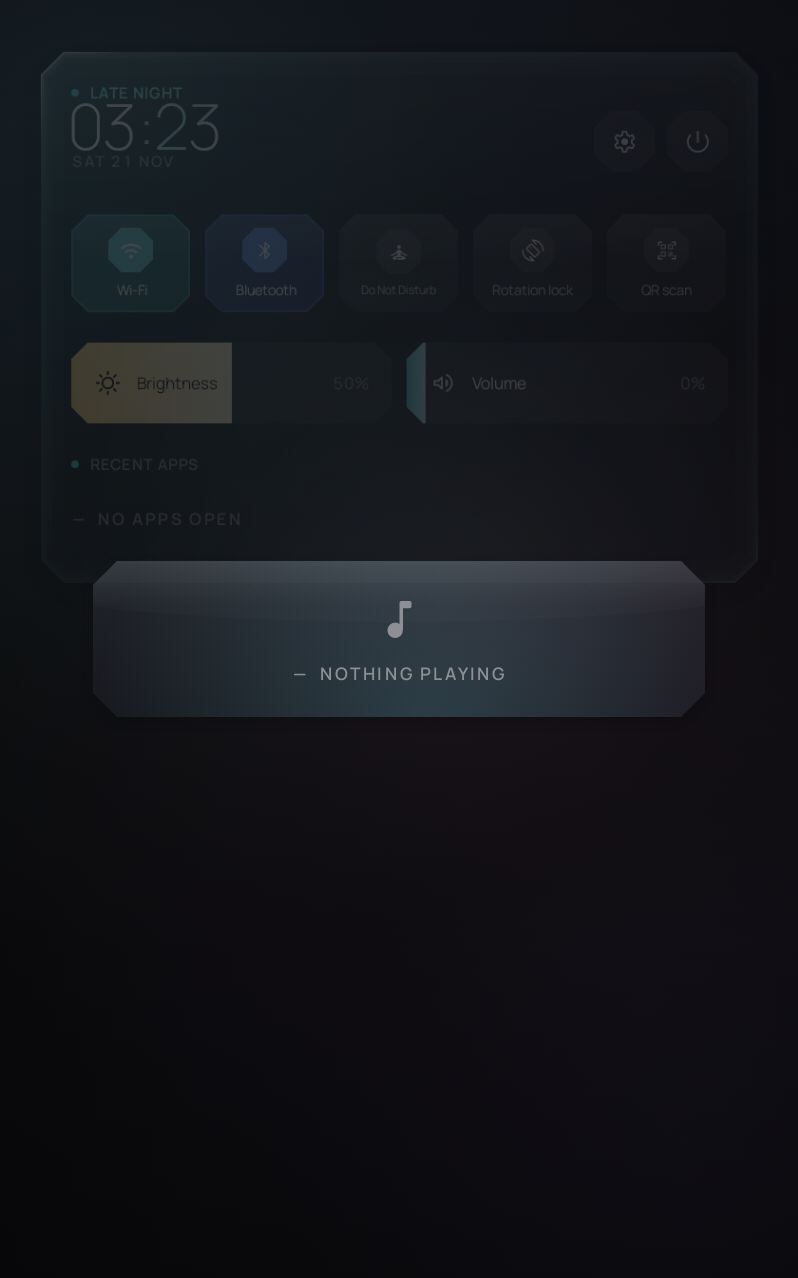 LATE NIGHT
03:23
SAT 21 NOV
Wi-Fi
Bluetooth
Do Not Disturb
Rotation lock
QR scan
Brightness
50%
Volume
0%
RECENT APPS
— NO APPS OPEN
— NOTHING PLAYING